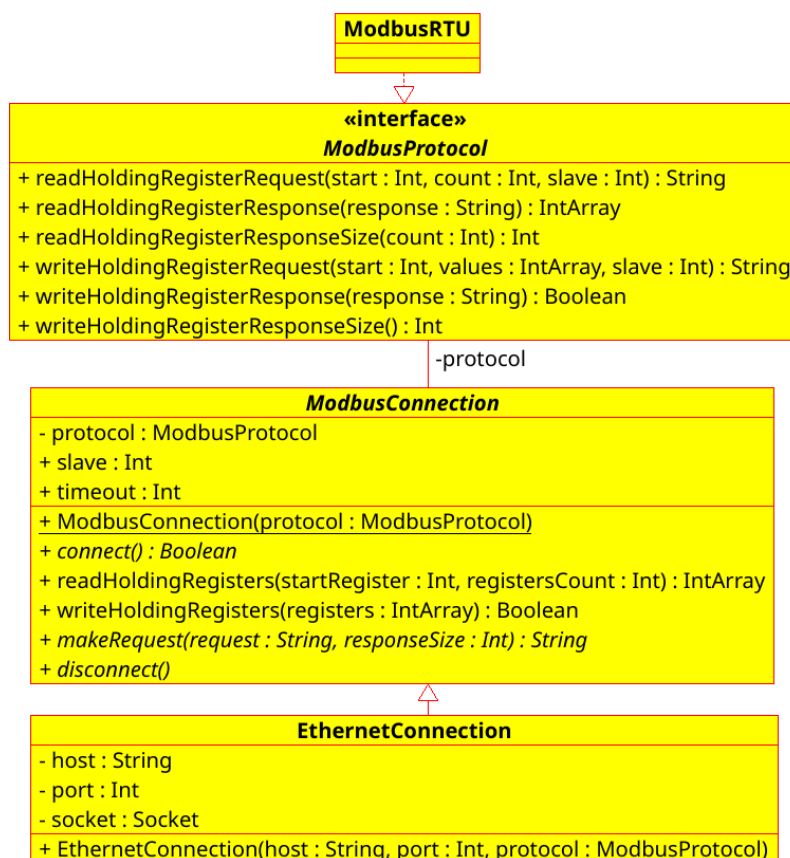 ModbusRTU
«interface»
ModbusProtocol
+ readHoldingRegisterRequest(start : Int, count : Int, slave : Int) : String
+ readHoldingRegisterResponse(response : String) : IntArray
+ readHoldingRegisterResponseSize(count : Int) : Int
+ writeHoldingRegisterRequest(start : Int, values : IntArray, slave : Int) : String
+ writeHoldingRegisterResponse(response : String) : Boolean
+ writeHoldingRegisterResponseSize() : Int
-protocol
ModbusConnection
- protocol : ModbusProtocol
+ slave : Int
+ timeout : Int
+ ModbusConnection(protocol : ModbusProtocol)
+ connect() : Boolean
+ readHoldingRegisters(startRegister : Int, registersCount : Int) : IntArray
+ writeHoldingRegisters(registers : IntArray) : Boolean
+ makeRequest(request : String, responseSize : Int) : String
+ disconnect()
EthernetConnection
- host : String
- port : Int
- socket : Socket
+ EthernetConnection(host : String, port : Int, protocol : ModbusProtocol)